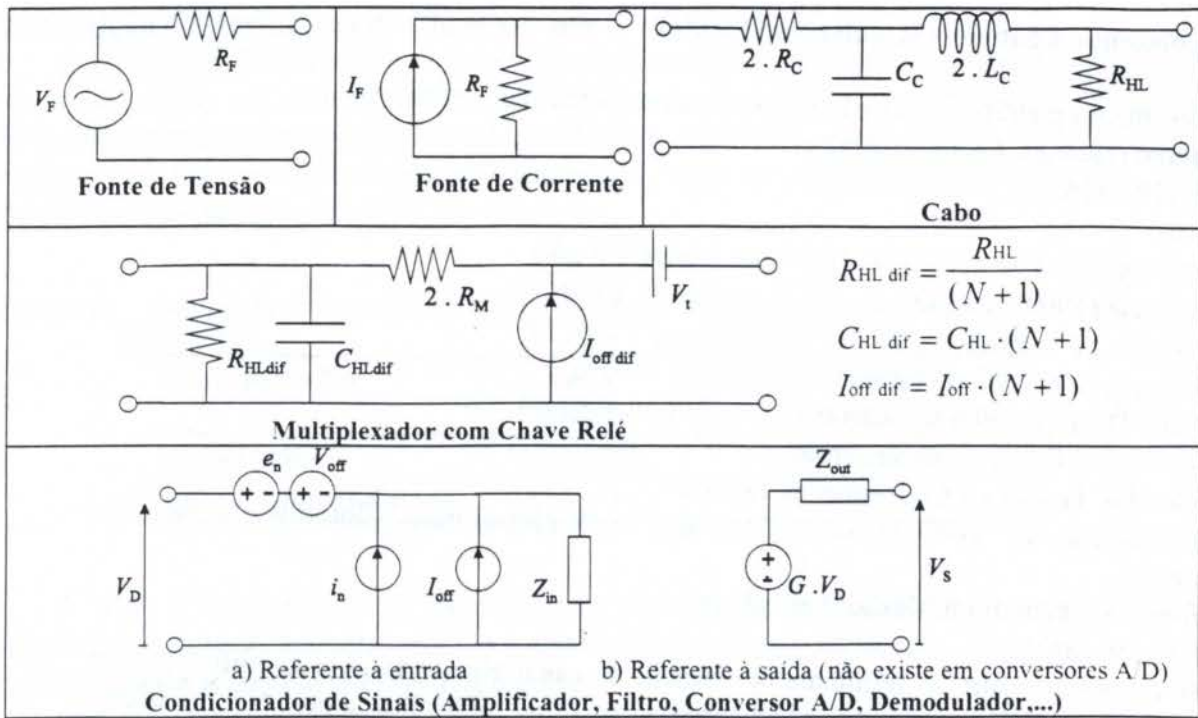 R_F
V_F
Fonte de Tensão
I_F
R_F
Fonte de Corrente
2 . R_C
C_C
2 . L_C
R_HL
Cabo
2 . R_M
V_t
R_HLdif
C_HLdif
I_off dif
Multiplexador com Chave Relé
R_HL dif = R_HL / (N + 1)
C_HL dif = C_HL · (N + 1)
I_off dif = I_off · (N + 1)
e_n
V_off
V_D
i_n
I_off
Z_in
a) Referente à entrada
Z_out
G . V_D
V_S
b) Referente à saída (não existe em conversores A/D)
Condicionador de Sinais (Amplificador, Filtro, Conversor A/D, Demodulador,...)